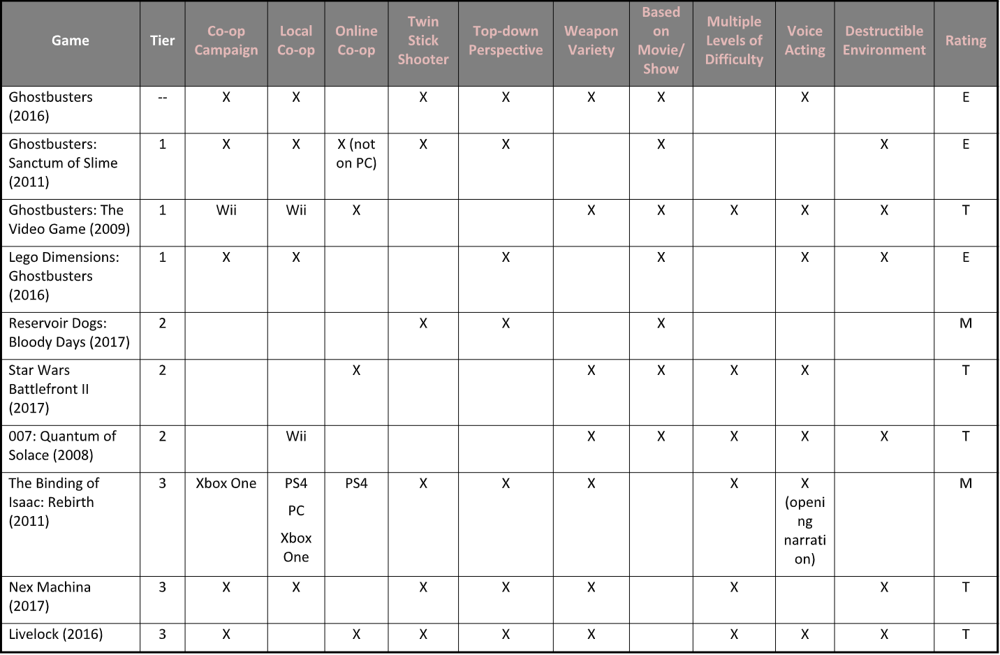 Game Tier Co-op Campaign Local Co-op Online Co-op Twin Stick Shooter Top-down Perspective Weapon Variety Based on Movie/ Show Multiple Levels of Difficulty Voice Acting Destructible Environment Rating
Ghostbusters (2016) -- X X X X X X X E
Ghostbusters: Sanctum of Slime (2011) 1 X X X (not on PC) X X X X E
Ghostbusters: The Video Game (2009) 1 Wii Wii X X X X X X T
Lego Dimensions: Ghostbusters (2016) 1 X X X X X X E
Reservoir Dogs: Bloody Days (2017) 2 X X X M
Star Wars Battlefront II (2017) 2 X X X X X T
007: Quantum of Solace (2008) 2 Wii X X X X X T
The Binding of Isaac: Rebirth (2011) 3 Xbox One PS4 PC Xbox One PS4 X X X X X (openi ng narrati on) M
Nex Machina (2017) 3 X X X X X X X T
Livelock (2016) 3 X X X X X X X X T